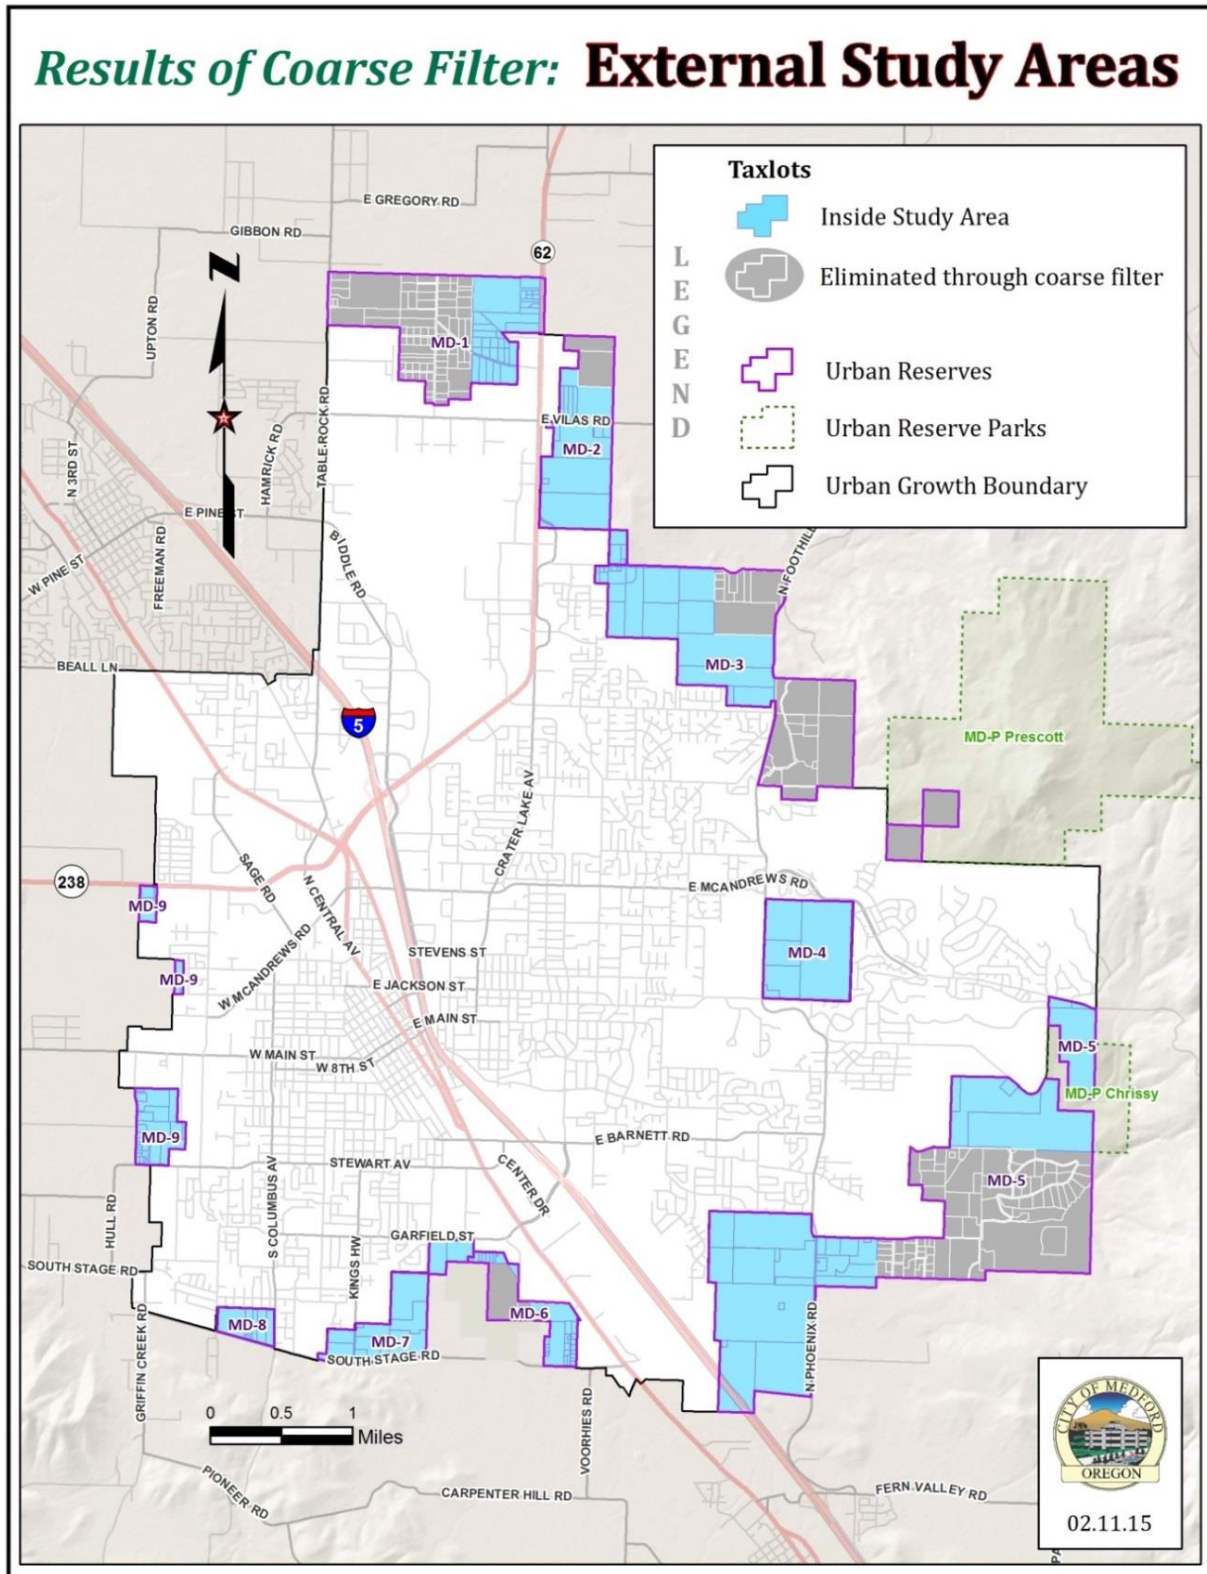 Results of Coarse Filter: External Study Areas
LEGEND
Taxlots
Inside Study Area
Eliminated through coarse filter
Urban Reserves
Urban Reserve Parks
Urban Growth Boundary
E GREGORY RD
GIBBON RD
62
N
UPTON RD
MD-1
TABLE ROCK RD
E VILAS RD
HAMRICK RD
N 3RD ST
MD-2
E PINE ST
N FOOTHILL
BIDDLE RD
FREEMAN RD
W PINE ST
BEALL LN
MD-3
5
MD-P Prescott
CRATER LAKE AV
238
SAGE RD
E MCANDREWS RD
N CENTRAL AV
MD-9
W MCANDREWS RD
STEVENS ST
MD-4
MD-9
E JACKSON ST
E MAIN ST
W MAIN ST
W 8TH ST
MD-5
MD-P Chrissy
MD-9
E BARNETT RD
STEWART AV
CENTER DR
MD-5
HULL RD
S COLUMBUS AV
GARFIELD ST
KINGS HW
SOUTH STAGE RD
MD-8
MD-7
MD-6
SOUTH STAGE RD
N PHOENIX RD
GRIFFIN CREEK RD
0 0.5 1
Miles
VOORHIES RD
PIONEER RD
CARPENTER HILL RD
FERN VALLEY RD
CITY OF MEDFORD
OREGON
02.11.15
PA